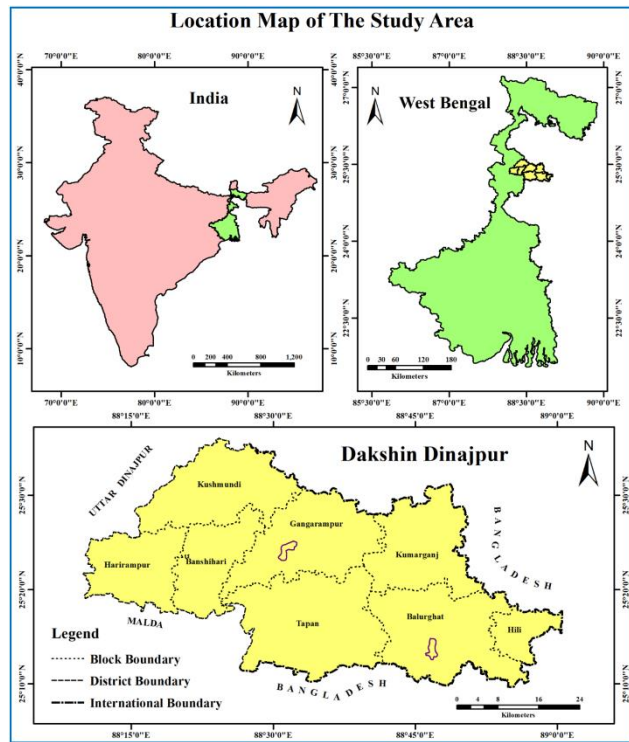 Location Map of The Study Area
70°0'0"N 80°0'0"N 90°0'0"N
40°0'0"N
30°0'0"N
20°0'0"N
10°0'0"N
India
N
0 200 400 800 1,200
Kilometers
70°0'0"N 80°0'0"N 90°0'0"N
85°30'0"N 87°0'0"N 88°30'0"N 90°0'0"N
27°0'0"N
25°30'0"N
24°0'0"N
22°30'0"N
West Bengal
N
0 30 60 120 180
Kilometers
85°30'0"N 87°0'0"N 88°30'0"N 90°0'0"N
88°15'0"N 88°30'0"N 88°45'0"N 89°0'0"N
Dakshin Dinajpur
N
25°30'0"N
25°20'0"N
25°10'0"N
UTTAR DINAJPUR
Kushmundi
Gangarampur
Kumarganj
BANGLADESH
Harirampur
Banshihari
Tapan
Balurghat
Hili
MALDA
BANGLADESH
Legend
Block Boundary
District Boundary
International Boundary
0 4 8 16 24
Kilometers
88°15'0"N 88°30'0"N 88°45'0"N 89°0'0"N